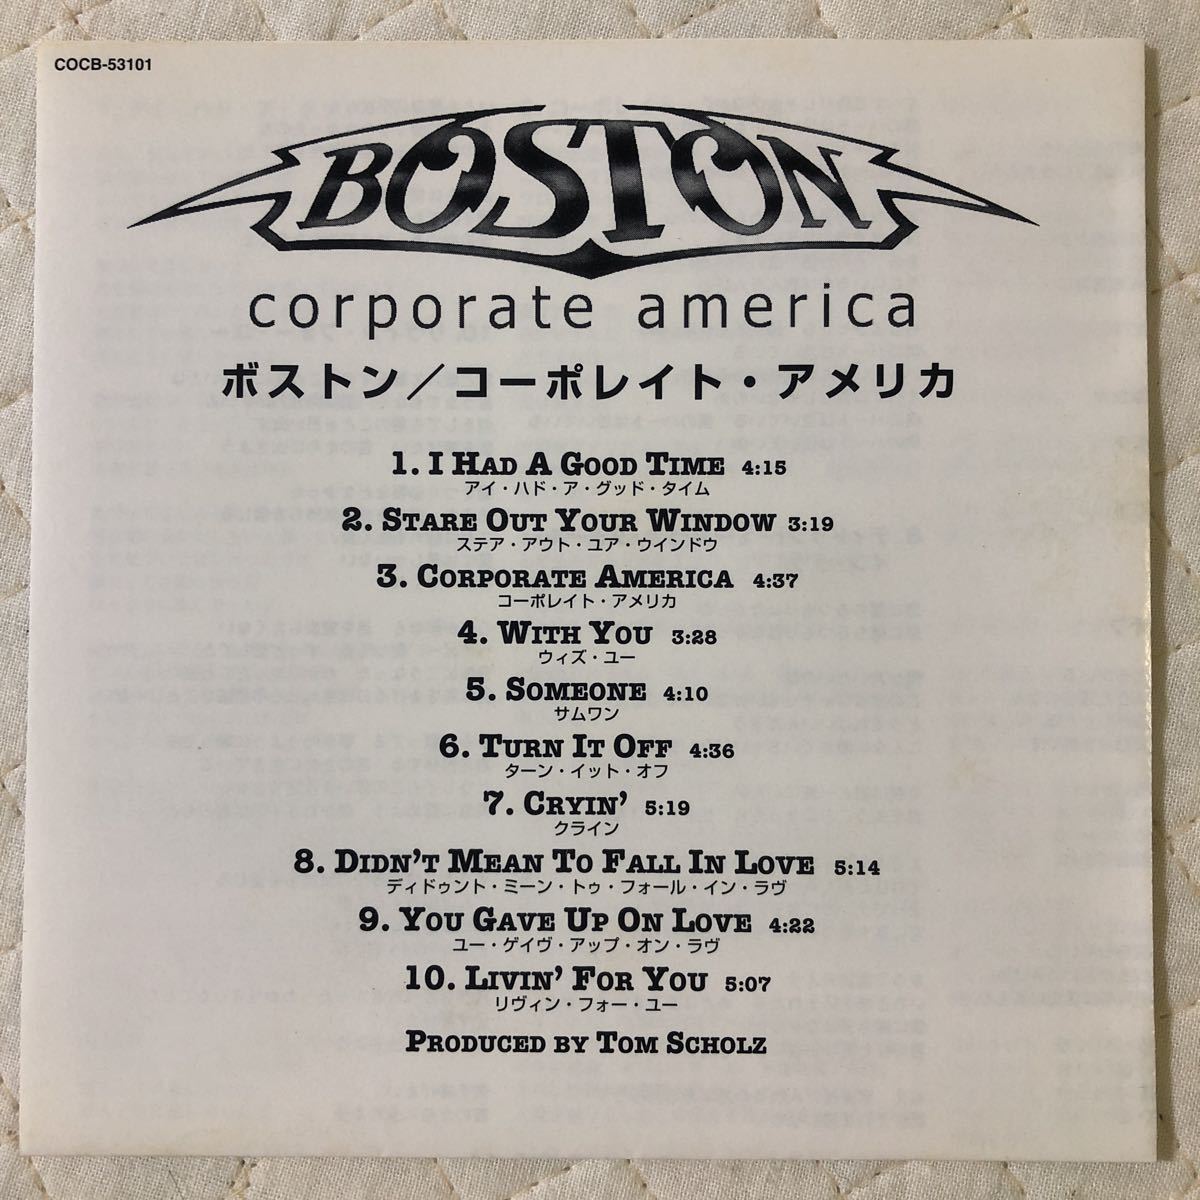 COCB-53101
BOSTON
corporate america
ボストン／コーポレイト・アメリカ
1. I HAD A GOOD TIME 4:15
アイ・ハド・ア・グッド・タイム
2. STARE OUT YOUR WINDOW 3:19
ステア・アウト・ユア・ウインドウ
3. CORPORATE AMERICA 4:37
コーポレイト・アメリカ
4. WITH YOU 3:28
ウィズ・ユー
5. SOMEONE 4:10
サムワン
6. TURN IT OFF 4:36
ターン・イット・オフ
7. CRYIN' 5:19
クライン
8. DIDN'T MEAN TO FALL IN LOVE 5:14
ディドゥント・ミーン・トゥ・フォール・イン・ラヴ
9. YOU GAVE UP ON LOVE 4:22
ユー・ゲイヴ・アップ・オン・ラヴ
10. LIVIN' FOR YOU 5:07
リヴィン・フォー・ユー
PRODUCED BY TOM SCHOLZ